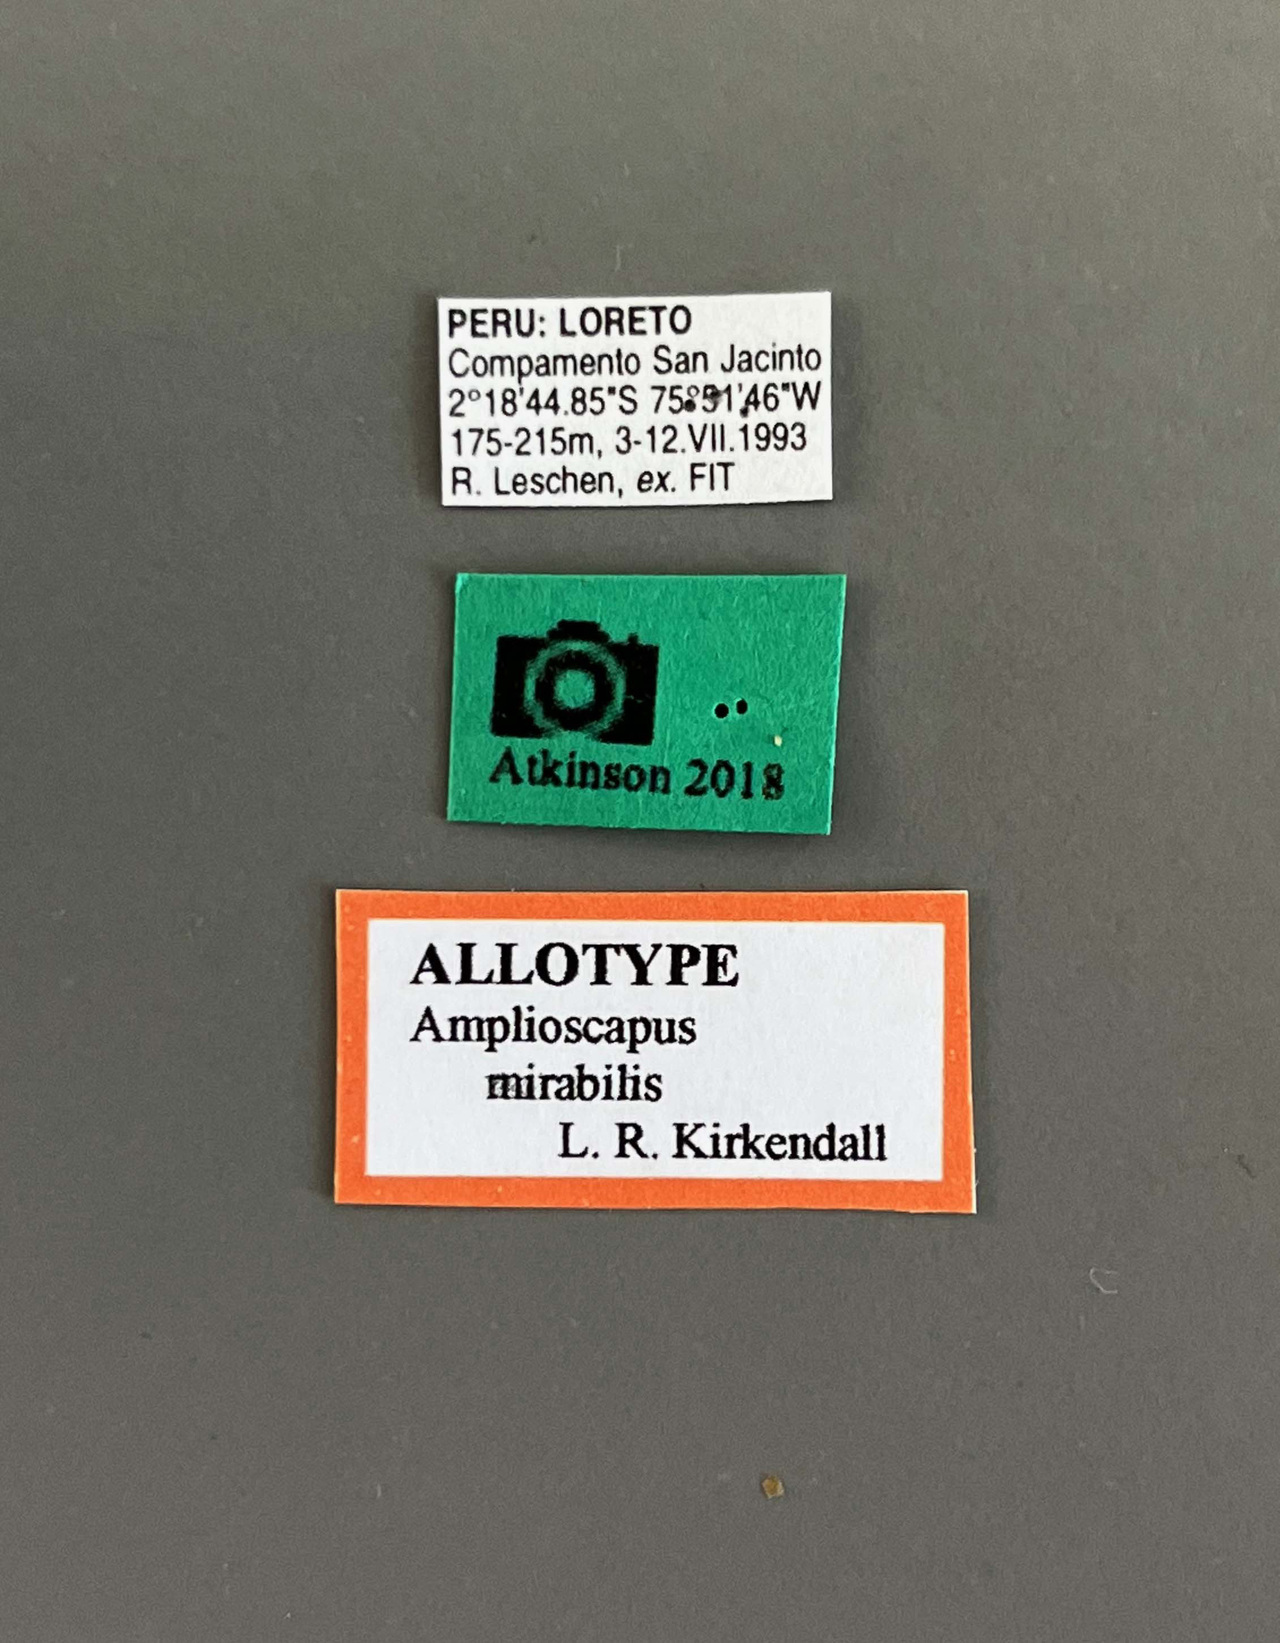 PERU: LORETO
Compamento San Jacinto
2°18'44.85"S 75°51'46"W
175-215m, 3-12.VII.1993
R. Leschen, ex. FIT
Atkinson 2018
ALLOTYPE
Amplioscapus
mirabilis
L. R. Kirkendall